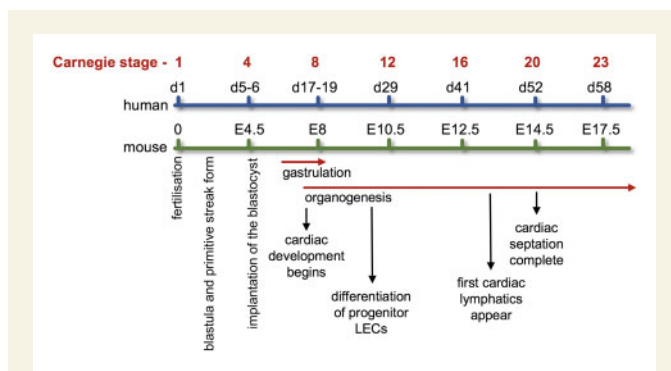 Carnegie stage - 1 4 8 12 16 20 23
d1 d5-6 d17-19 d29 d41 d52 d58
human
0 E4.5 E8 E10.5 E12.5 E14.5 E17.5
mouse
fertilisation
blastula and primitive streak form
implantation of the blastocyst
gastrulation
organogenesis
cardiac
development
begins
differentiation
of progenitor
LECs
first cardiac
lymphatics
appear
cardiac
septation
complete